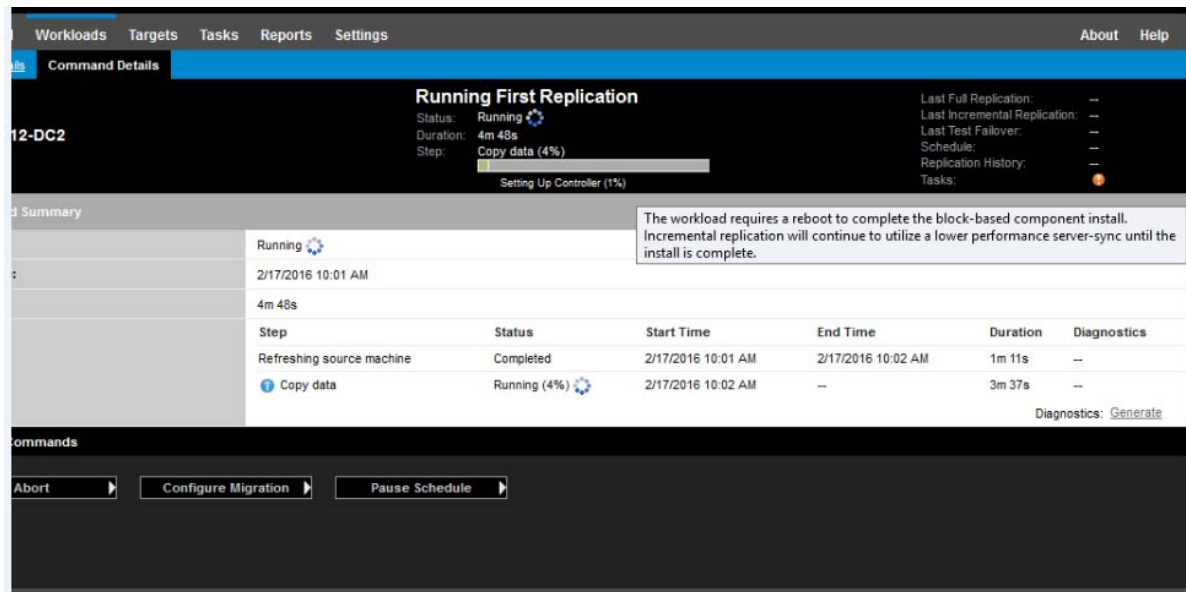 Workloads Targets Tasks Reports Settings About Help
ils Command Details
Running First Replication
12-DC2
Status: Running
Duration: 4m 48s
Step: Copy data (4%)
Setting Up Controller (1%)
Last Full Replication: --
Last Incremental Replication: --
Last Test Failover: --
Schedule: --
Replication History: --
Tasks:
d Summary
The workload requires a reboot to complete the block-based component install.
Incremental replication will continue to utilize a lower performance server-sync until the
install is complete.
Running
: 2/17/2016 10:01 AM
4m 48s
Step Status Start Time End Time Duration Diagnostics
Refreshing source machine Completed 2/17/2016 10:01 AM 2/17/2016 10:02 AM 1m 11s --
Copy data Running (4%) 2/17/2016 10:02 AM -- 3m 37s --
Diagnostics: Generate
ommands
Abort Configure Migration Pause Schedule